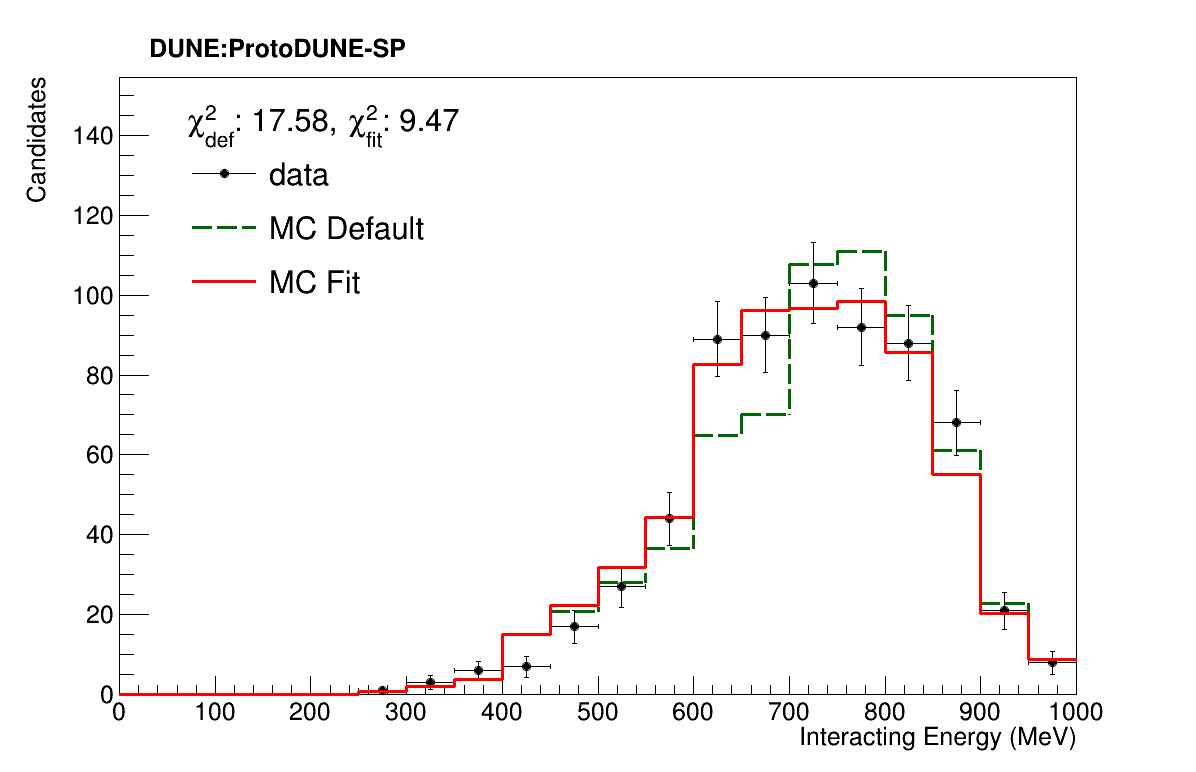 DUNE:ProtoDUNE-SP
Candidates
χ²def: 17.58, χ²fit: 9.47
data
MC Default
MC Fit
140
120
100
80
60
40
20
0
0 100 200 300 400 500 600 700 800 900 1000
Interacting Energy (MeV)